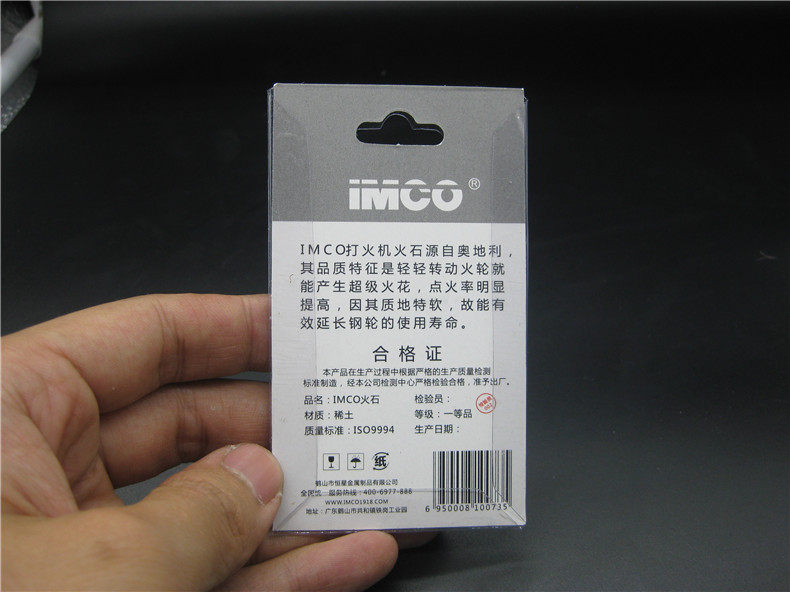 IMCO®
IMCO打火机火石源自奥地利，
其品质特征是轻轻转动火轮就
能产生超级火花，点火率明显
提高，因其质地特软，故能有
效延长钢轮的使用寿命。
合格证
本产品在生产过程中根据严格的生产质量检测
标准制造，经本公司检测中心严格检验合格，准予出厂。
品名：IMCO火石 检验员：
材质：稀土 等级：一等品
质量标准：ISO9994 生产日期：
纸
鹤山市恒星金属制品有限公司
全国统一服务热线：400-6977-888
WWW.IMCO1918.COM
地址：广东鹤山市共和镇铁岗工业园
6 950008 100735